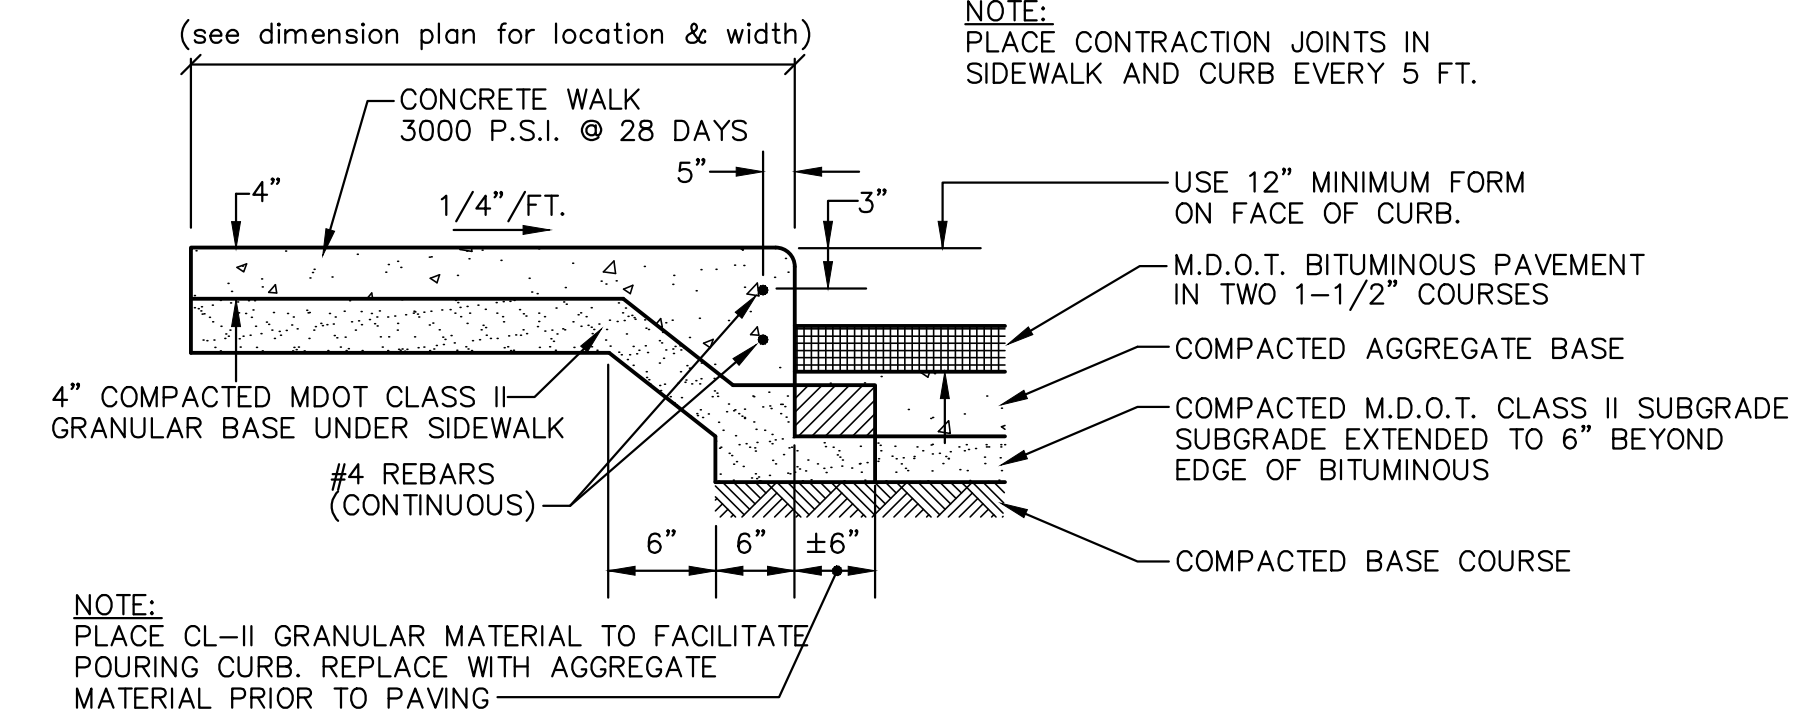 (see dimension plan for location & width)
NOTE:
PLACE CONTRACTION JOINTS IN
SIDEWALK AND CURB EVERY 5 FT.
CONCRETE WALK
3000 P.S.I. @ 28 DAYS
5”
4”
1/4”/FT.
3”
USE 12” MINIMUM FORM
ON FACE OF CURB.
M.D.O.T. BITUMINOUS PAVEMENT
IN TWO 1–1/2” COURSES
COMPACTED AGGREGATE BASE
4” COMPACTED MDOT CLASS II
GRANULAR BASE UNDER SIDEWALK
COMPACTED M.D.O.T. CLASS II SUBGRADE
SUBGRADE EXTENDED TO 6” BEYOND
EDGE OF BITUMINOUS
#4 REBARS
(CONTINUOUS)
6”
6”
±6”
COMPACTED BASE COURSE
NOTE:
PLACE CL–II GRANULAR MATERIAL TO FACILITATE
POURING CURB. REPLACE WITH AGGREGATE
MATERIAL PRIOR TO PAVING